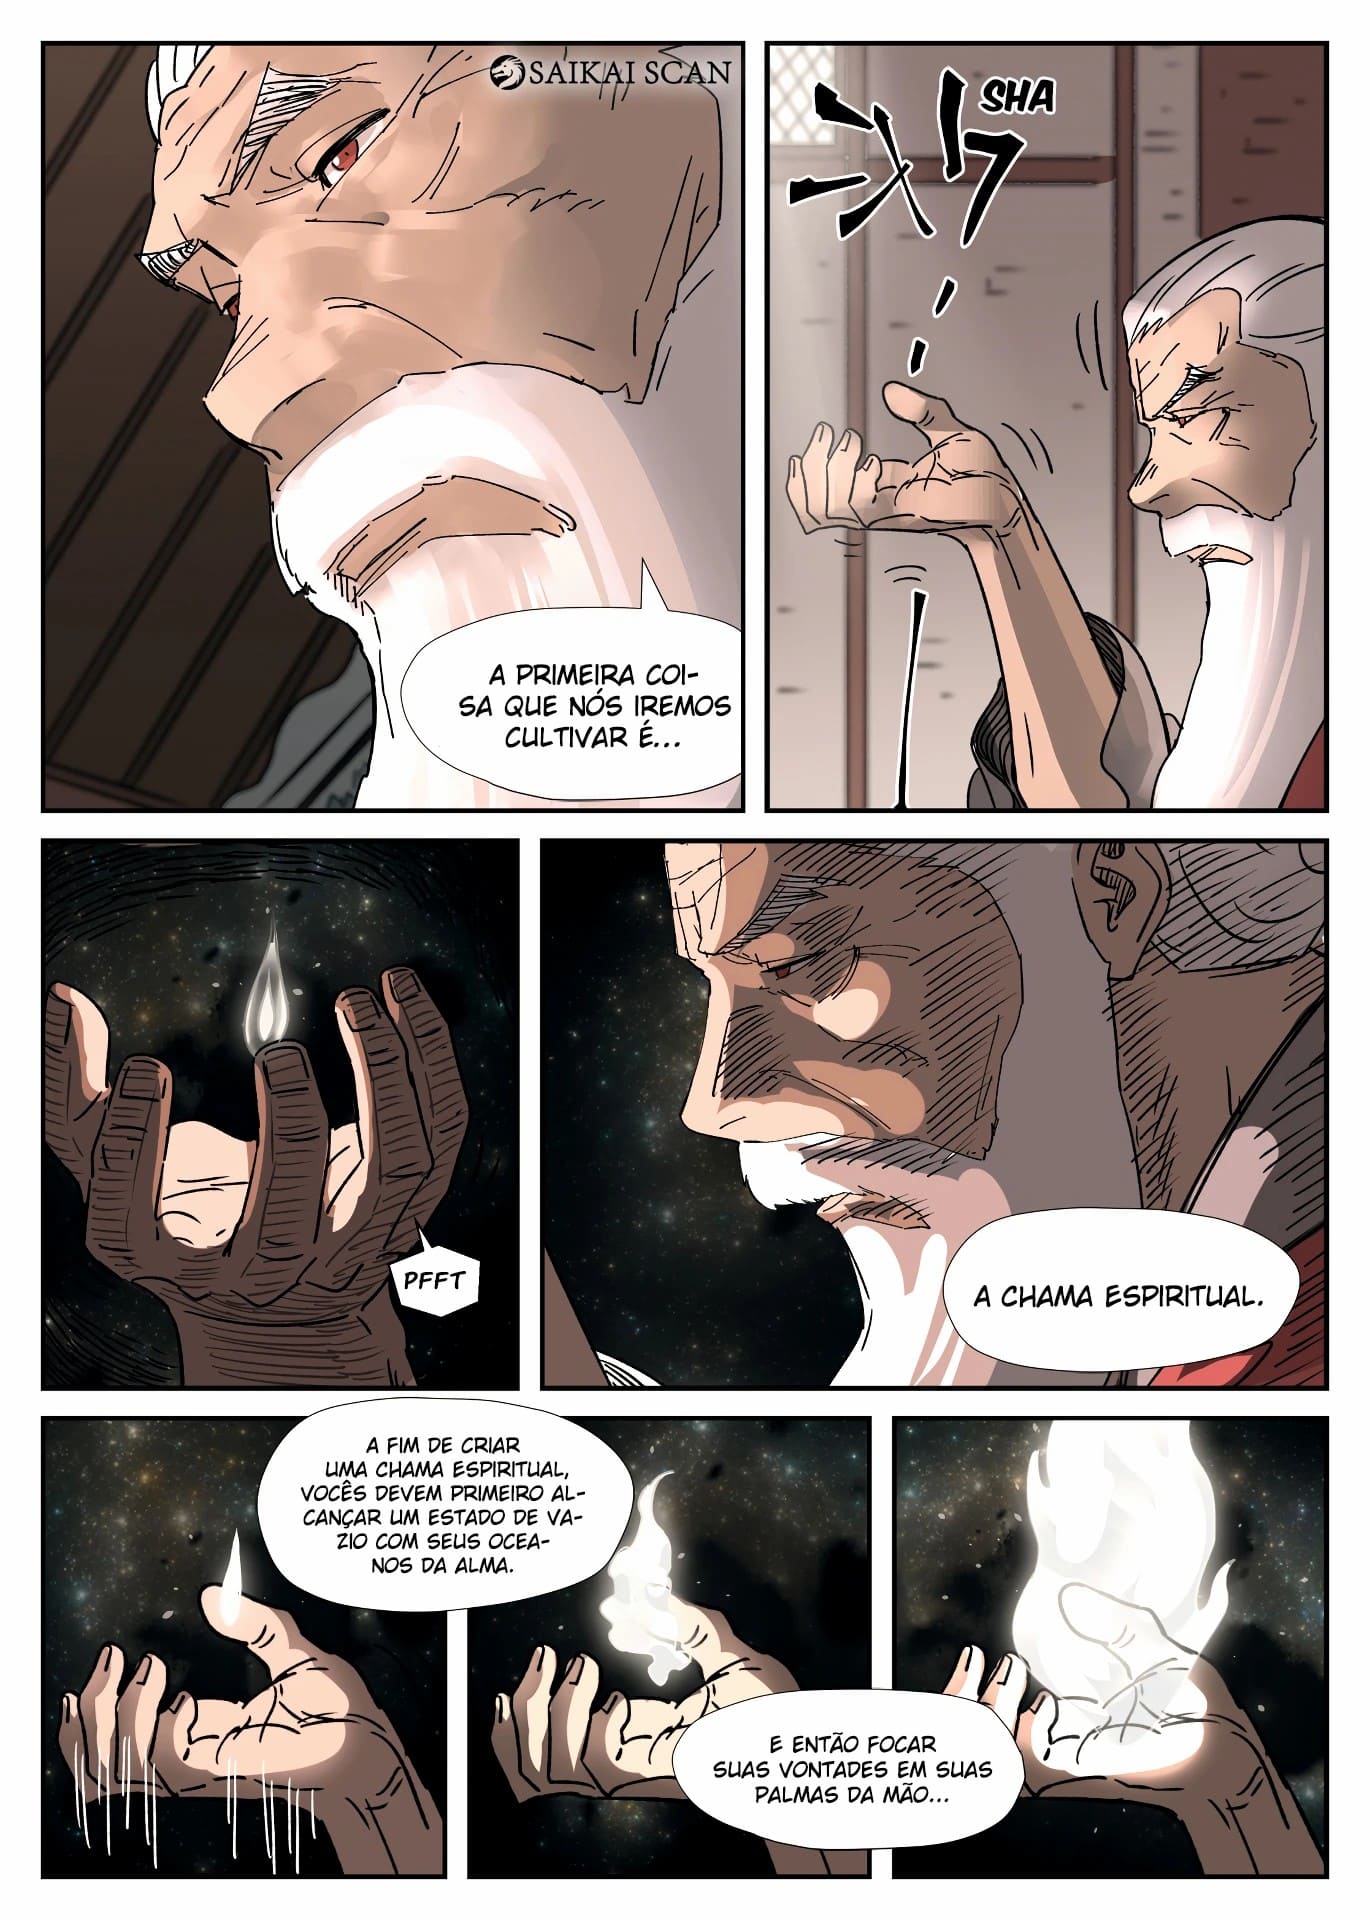 SAIKAI SCAN
SHA
A PRIMEIRA COI-
SA QUE NÓS IREMOS
CULTIVAR É...
PFFT
A CHAMA ESPIRITUAL.
A FIM DE CRIAR
UMA CHAMA ESPIRITUAL,
VOCÊS DEVEM PRIMEIRO AL-
CANÇAR UM ESTADO DE VA-
ZIO COM SEUS OCEA-
NOS DA ALMA.
E ENTÃO FOCAR
SUAS VONTADES EM SUAS
PALMAS DA MÃO...